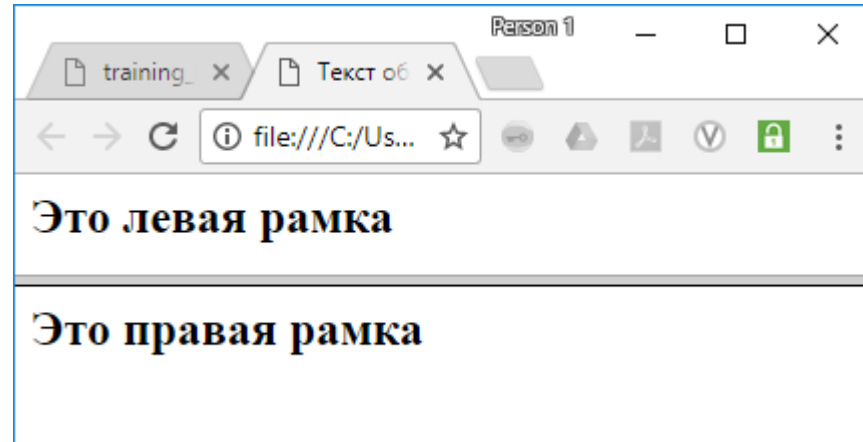 Person 1
training_
Текст об
file:///C:/Us...
Это левая рамка
Это правая рамка